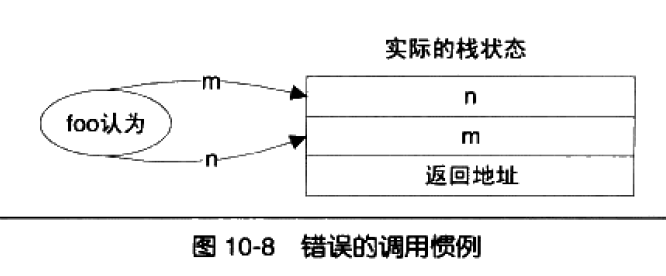 实际的栈状态
m
n
foo认为
m
n
返回地址
图 10-8 错误的调用惯例